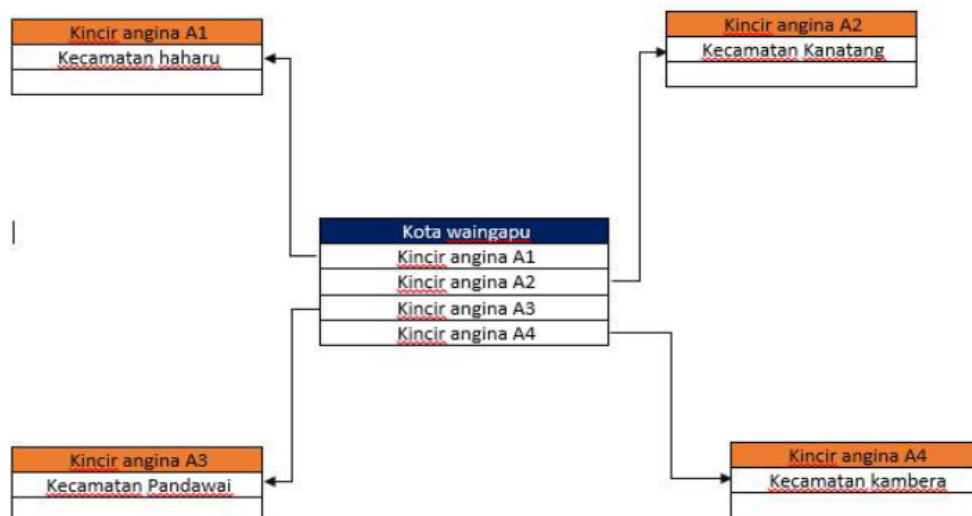 Kincir angina A1
Kecamatan haharu
Kincir angina A2
Kecamatan Kanatang
Kota waingapu
Kincir angina A1
Kincir angina A2
Kincir angina A3
Kincir angina A4
Kincir angina A3
Kecamatan Pandawai
Kincir angina A4
Kecamatan kambera